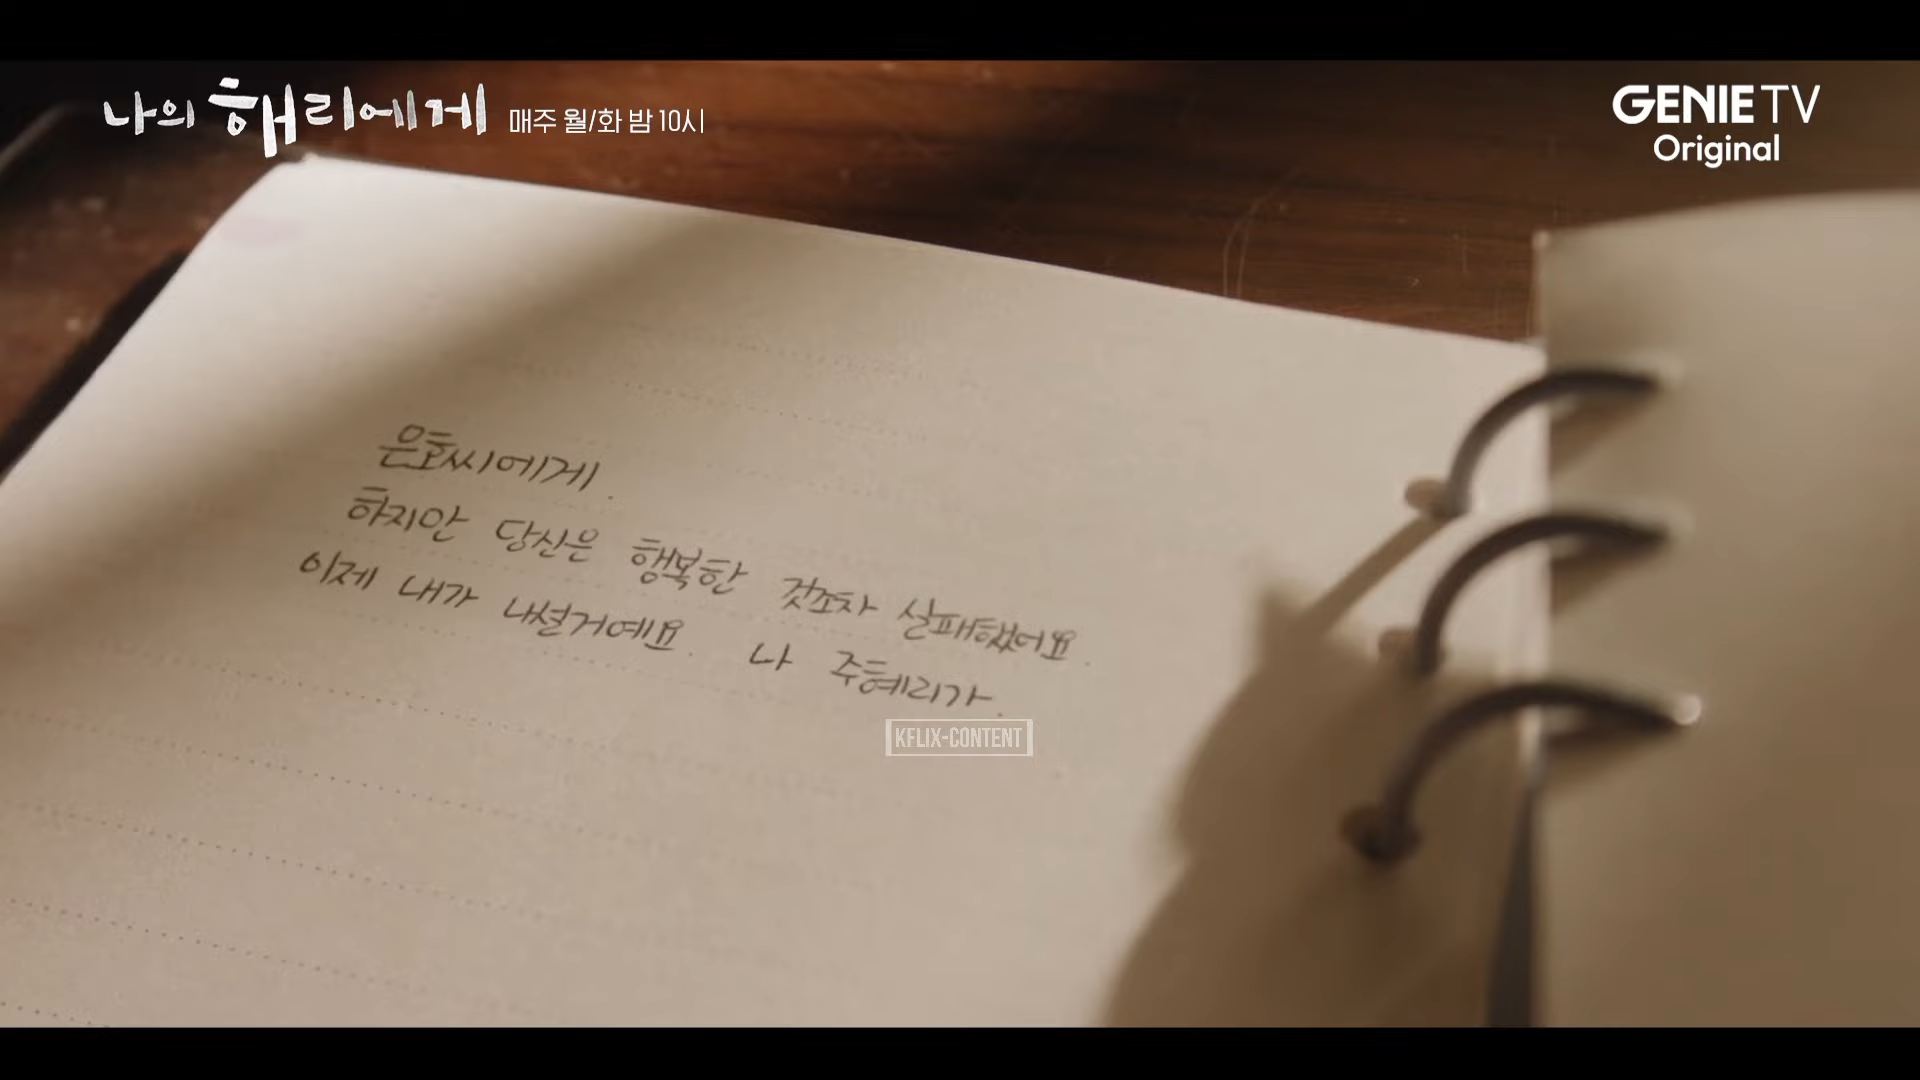 나의 해리에게 매주 월/화 밤 10시
GENIE TV
Original
은호씨에게.
하지만 당신은 행복한 것조차 실패했어요.
이제 내가 나설거예요. 나 주혜리가.
KFLIX-CONTENT